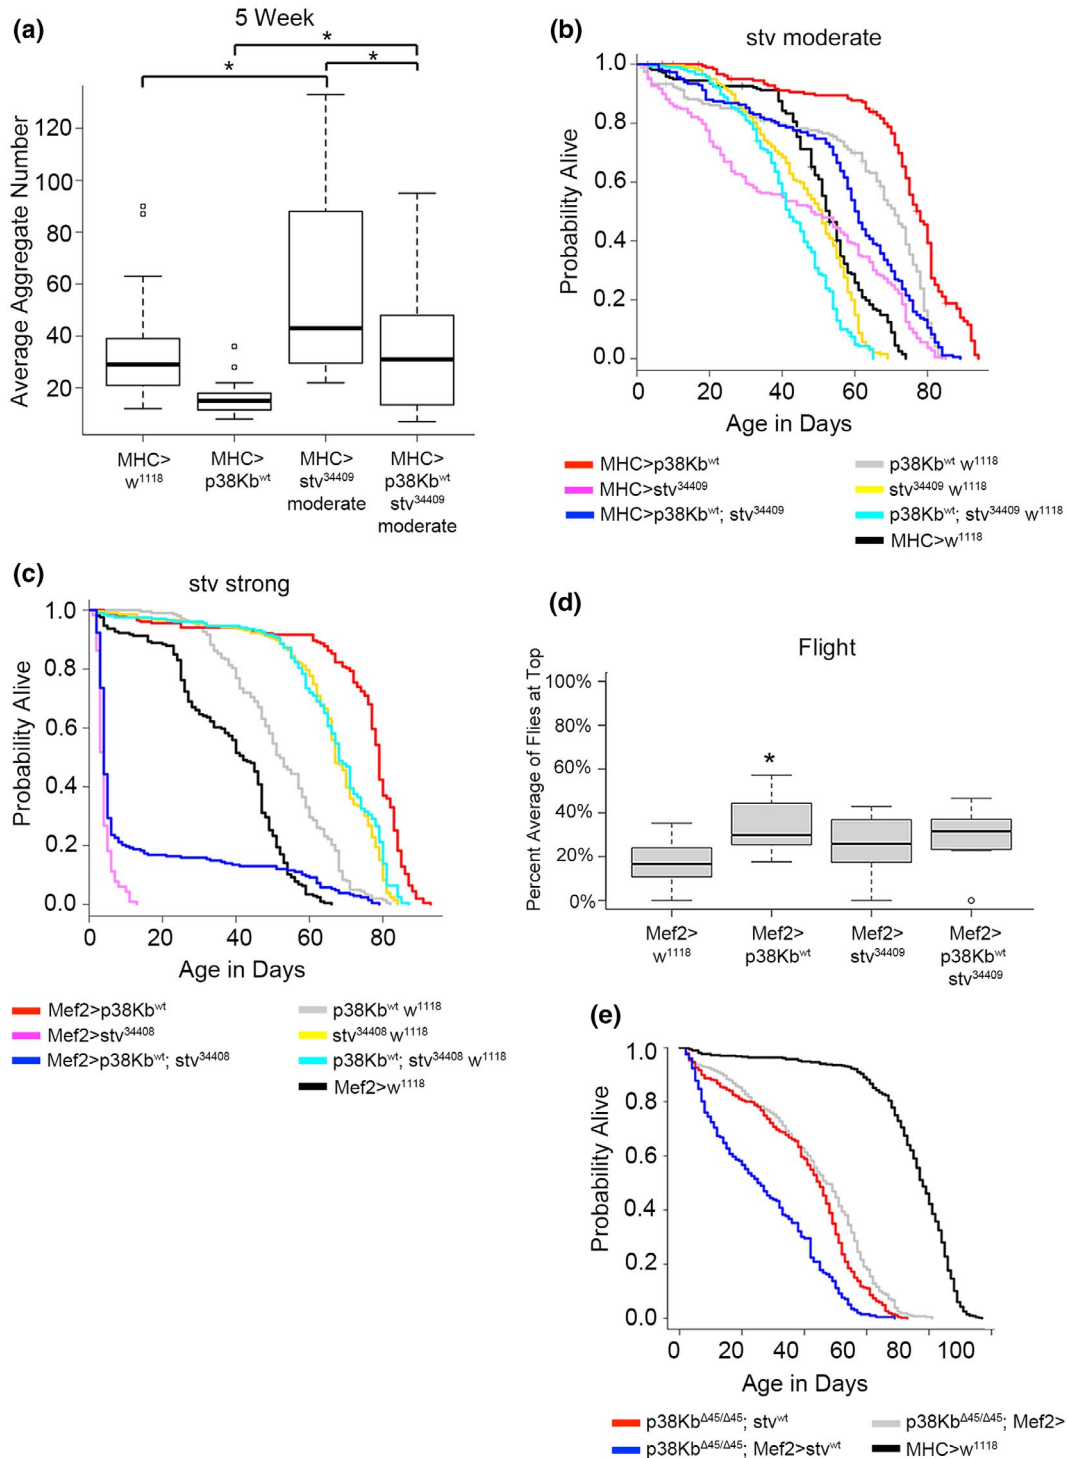 (a)
5 Week
*
*
*
Average Aggregate Number
120
100
80
60
40
20
MHC>
w1118
MHC>
p38Kbwt
MHC>
stv34409
moderate
MHC>
p38Kbwt
stv34409
moderate
(b)
stv moderate
Probability Alive
1.0
0.8
0.6
0.4
0.2
0.0
0 20 40 60 80
Age in Days
MHC>p38Kbwt
MHC>stv34409
MHC>p38Kbwt; stv34409
p38Kbwt w1118
stv34409 w1118
p38Kbwt; stv34409 w1118
MHC>w1118
(c)
stv strong
Probability Alive
1.0
0.8
0.6
0.4
0.2
0.0
0 20 40 60 80
Age in Days
Mef2>p38Kbwt
Mef2>stv34408
Mef2>p38Kbwt; stv34408
p38Kbwt w1118
stv34408 w1118
p38Kbwt; stv34408 w1118
Mef2>w1118
(d)
Flight
Percent Average of Flies at Top
100%
80%
60%
40%
20%
0%
*
Mef2>
w1118
Mef2>
p38Kbwt
Mef2>
stv34409
Mef2>
p38Kbwt
stv34409
(e)
Probability Alive
1.0
0.8
0.6
0.4
0.2
0.0
0 20 40 60 80 100
Age in Days
p38KbΔ45/Δ45; stvwt
p38KbΔ45/Δ45; Mef2>stvwt
p38KbΔ45/Δ45; Mef2>
MHC>w1118